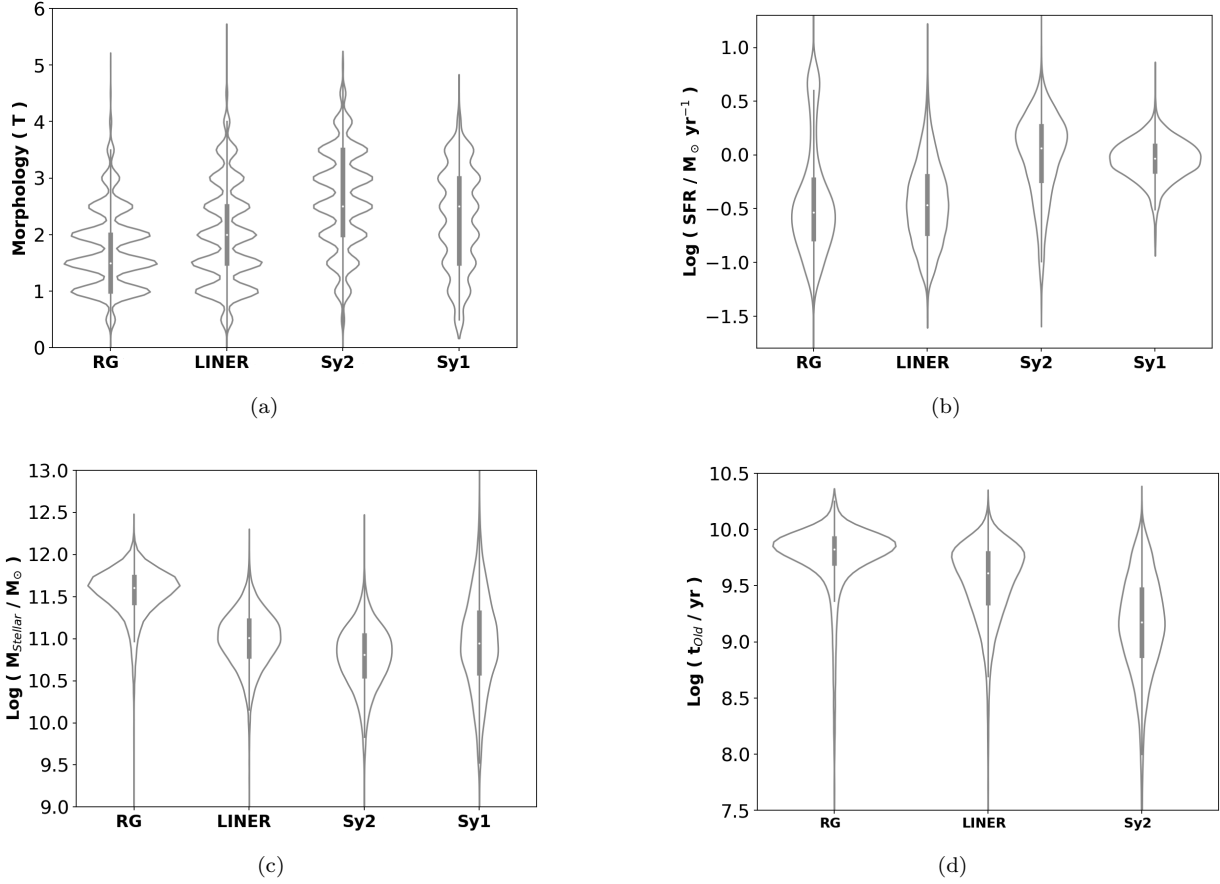 6
5
4
3
2
1
0
Morphology ( T )
RG LINER Sy2 Sy1
(a)
1.0
0.5
0.0
−0.5
−1.0
−1.5
Log ( SFR / M⊙ yr⁻¹ )
RG LINER Sy2 Sy1
(b)
13.0
12.5
12.0
11.5
11.0
10.5
10.0
9.5
9.0
Log ( M_Stellar / M⊙ )
RG LINER Sy2 Sy1
(c)
10.5
10.0
9.5
9.0
8.5
8.0
7.5
Log ( t_Old / yr )
RG LINER Sy2
(d)